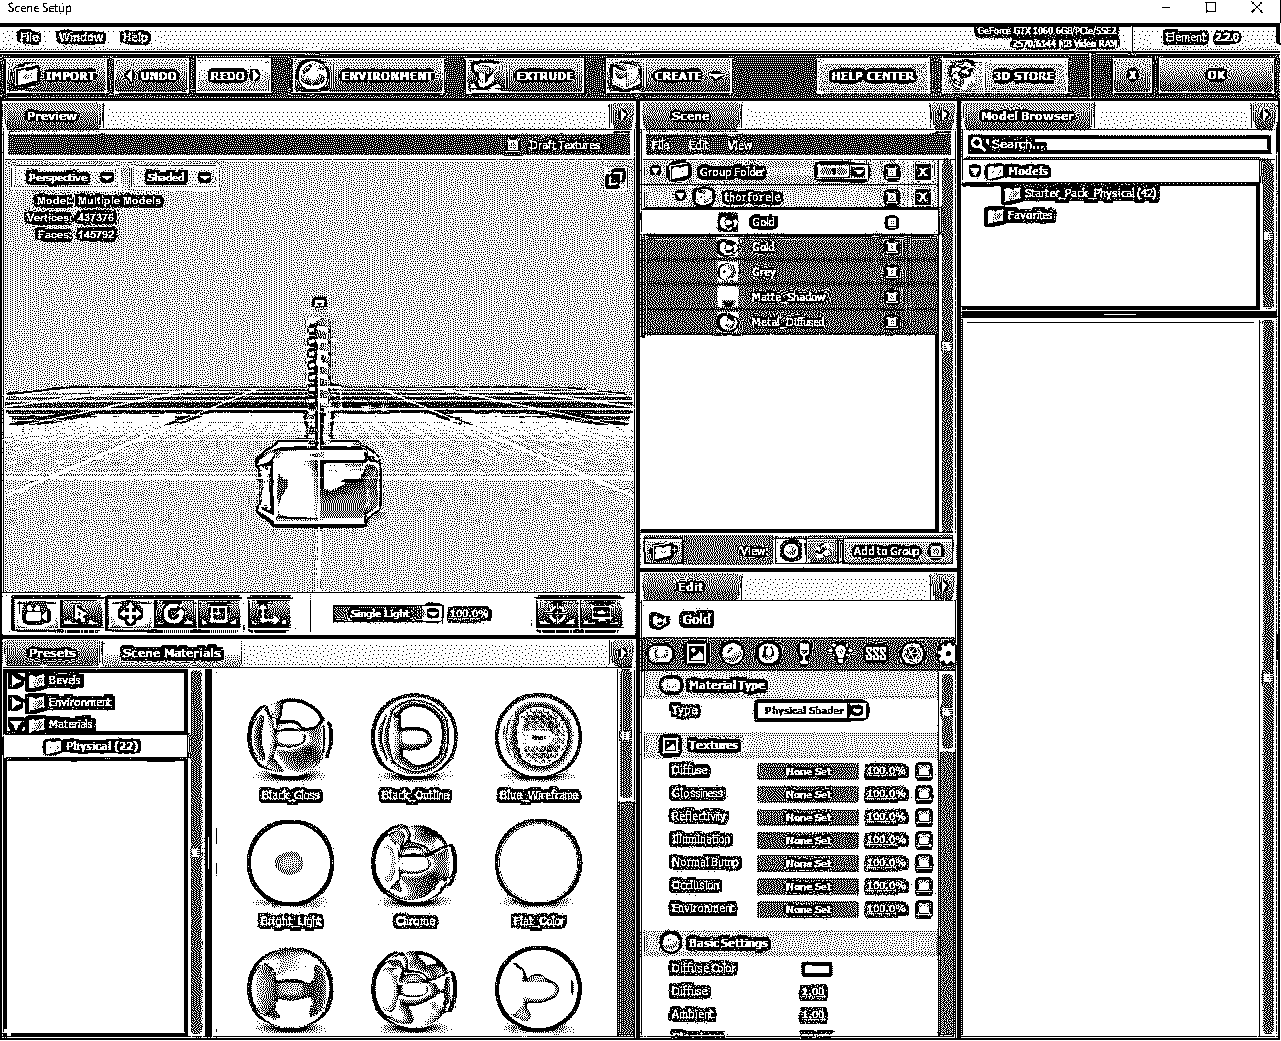 Scene Setup
File Window Help
GeForce GTX 1060 6GB/PCIe/SSE2
2570/6144 MB Video RAM
Element 2.2.0
IMPORT UNDO REDO ENVIRONMENT EXTRUDE CREATE HELP CENTER 3D STORE X OK
Preview
Draft Textures
Perspective Shaded
Model: Multiple Models
Vertices: 437376
Faces: 145792
Single Light 100.0%
Presets Scene Materials
Bevels
Environment
Materials
Physical (22)
Black_Gloss Black_Outline Blue_Wireframe
Bright_Light Chrome Flat_Color
Scene
File Edit View
Group Folder X
thorforele X
Gold
Gold
Grey
Matte_Shadow
Metal_Diffused
View: Add to Group
Edit
Gold
Material Type
Type Physical Shader
Textures
Diffuse None Set 100.0%
Glossiness None Set 100.0%
Reflectivity None Set 100.0%
Illumination None Set 100.0%
Normal Bump None Set 100.0%
Occlusion None Set 100.0%
Environment None Set 100.0%
Basic Settings
Diffuse Color
Diffuse 1.00
Ambient 1.00
Model Browser
Search...
Models
Starter_Pack_Physical (42)
Favorites